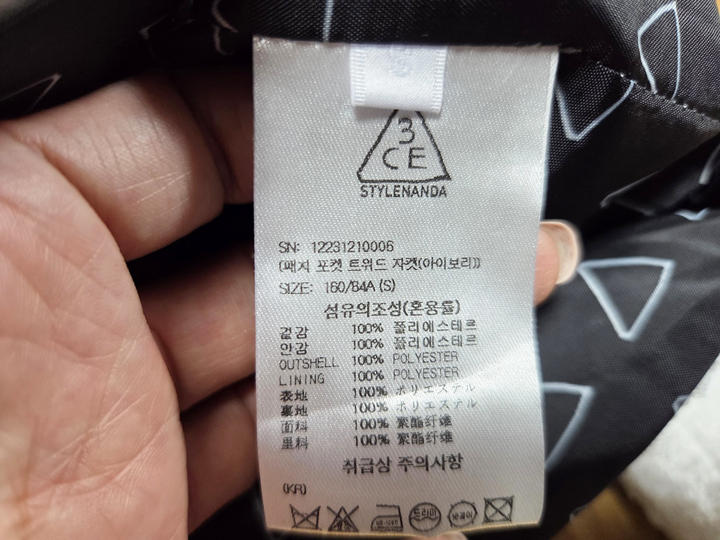 3
CE
STYLENANDA
SN: 12231210006
[패치 포켓 트위드 자켓(아이보리)]
SIZE: 160/84A (S)
섬유의조성(혼용률)
겉감 100% 폴리에스테르
안감 100% 폴리에스테르
OUTSHELL 100% POLYESTER
LINING 100% POLYESTER
表地 100% ポリエステル
裏地 100% ポリエステル
面料 100% 聚酯纤维
里料 100% 聚酯纤维
취급상 주의사항
(KR)
드라이